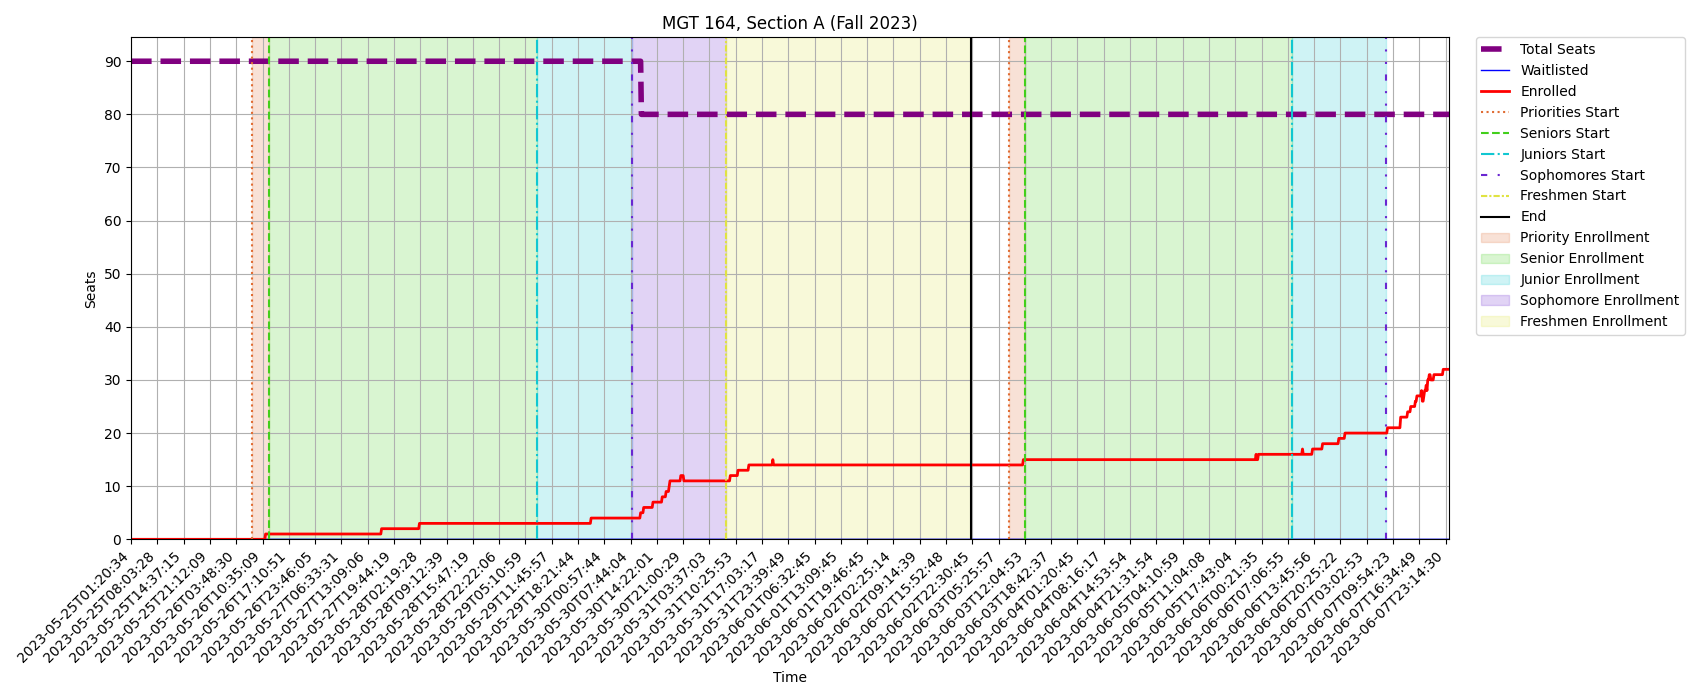 MGT 164, Section A (Fall 2023)
Seats
90
80
70
60
50
40
30
20
10
0
2023-05-25T01:20:34
2023-05-25T08:03:28
2023-05-25T14:37:15
2023-05-25T21:12:09
2023-05-26T03:48:30
2023-05-26T10:35:09
2023-05-26T17:10:51
2023-05-26T23:46:05
2023-05-27T06:33:31
2023-05-27T13:09:06
2023-05-27T19:44:19
2023-05-28T02:19:28
2023-05-28T09:12:39
2023-05-28T15:47:19
2023-05-28T22:22:06
2023-05-29T05:10:59
2023-05-29T11:45:57
2023-05-29T18:21:44
2023-05-30T00:57:44
2023-05-30T07:44:04
2023-05-30T14:22:01
2023-05-30T21:00:29
2023-05-31T03:37:03
2023-05-31T10:25:53
2023-05-31T17:03:17
2023-05-31T23:39:49
2023-06-01T06:32:45
2023-06-01T13:09:45
2023-06-01T19:46:45
2023-06-02T02:25:14
2023-06-02T09:14:39
2023-06-02T15:52:48
2023-06-02T22:30:45
2023-06-03T05:25:57
2023-06-03T12:04:53
2023-06-03T18:42:37
2023-06-04T01:20:45
2023-06-04T08:16:17
2023-06-04T14:53:54
2023-06-04T21:31:54
2023-06-05T04:10:59
2023-06-05T11:04:08
2023-06-05T17:43:04
2023-06-06T00:21:35
2023-06-06T07:06:55
2023-06-06T13:45:56
2023-06-06T20:25:22
2023-06-07T03:02:53
2023-06-07T09:54:23
2023-06-07T16:34:49
2023-06-07T23:14:30
Time
Total Seats
Waitlisted
Enrolled
Priorities Start
Seniors Start
Juniors Start
Sophomores Start
Freshmen Start
End
Priority Enrollment
Senior Enrollment
Junior Enrollment
Sophomore Enrollment
Freshmen Enrollment